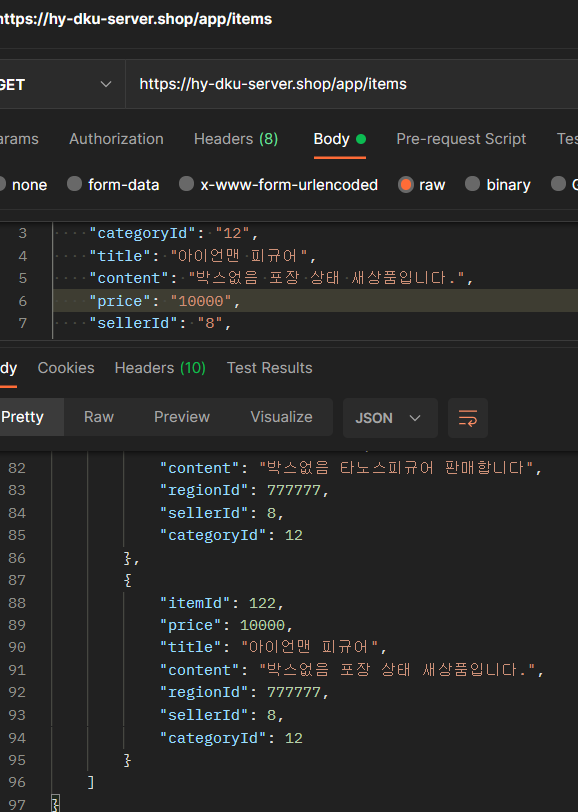 https://hy-dku-server.shop/app/items
GET https://hy-dku-server.shop/app/items
arams Authorization Headers (8) Body Pre-request Script Tes
none form-data x-www-form-urlencoded raw binary G
3 "categoryId": "12",
4 "title": "아이언맨 피규어",
5 "content": "박스없음 포장 상태 새상품입니다.",
6 "price": "10000",
7 "sellerId": "8",
dy Cookies Headers (10) Test Results
Pretty Raw Preview Visualize JSON
82 "content": "박스없음 타노스피규어 판매합니다",
83 "regionId": 777777,
84 "sellerId": 8,
85 "categoryId": 12
86 },
87 {
88 "itemId": 122,
89 "price": 10000,
90 "title": "아이언맨 피규어",
91 "content": "박스없음 포장 상태 새상품입니다.",
92 "regionId": 777777,
93 "sellerId": 8,
94 "categoryId": 12
95 }
96 ]
97 }